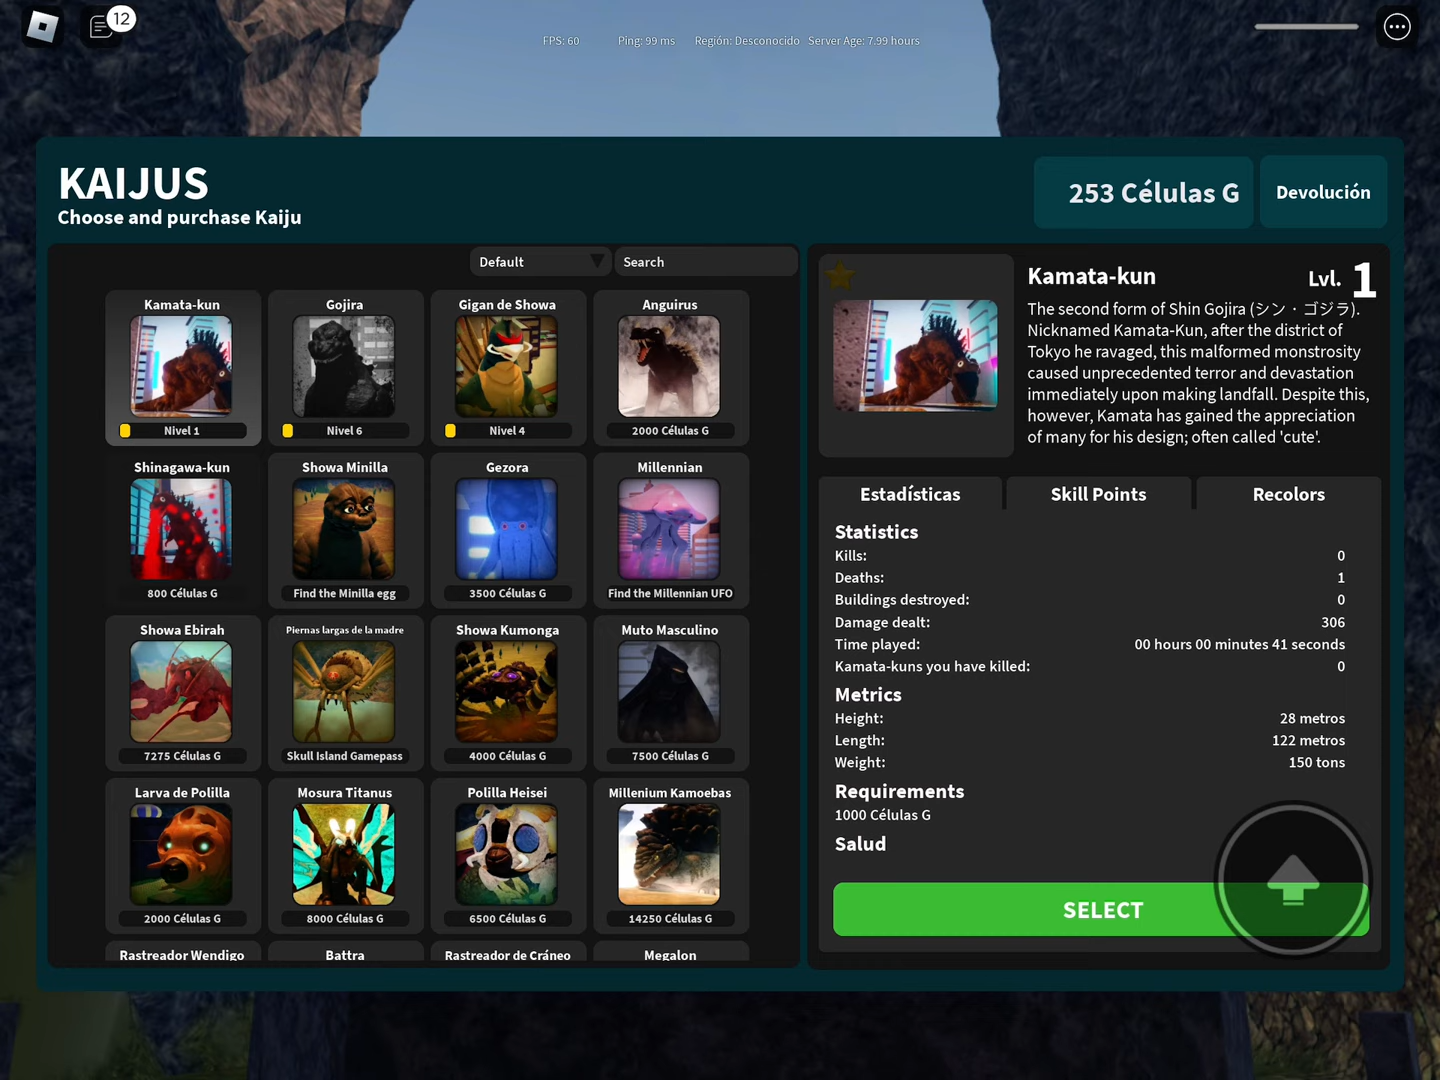 12
FPS: 60
Ping: 99 ms
Región: Desconocido
Server Age: 7.99 hours
KAIJUS
Choose and purchase Kaiju
253 Células G
Devolución
Default
Search
Kamata-kun
Nivel 1
Gojira
Nivel 6
Gigan de Showa
Nivel 4
Anguirus
2000 Células G
Shinagawa-kun
800 Células G
Showa Minilla
Find the Minilla egg
Gezora
3500 Células G
Millennian
Find the Millennian UFO
Showa Ebirah
7275 Células G
Piernas largas de la madre
Skull Island Gamepass
Showa Kumonga
4000 Células G
Muto Masculino
7500 Células G
Larva de Polilla
2000 Células G
Mosura Titanus
8000 Células G
Polilla Heisei
6500 Células G
Millenium Kamoebas
14250 Células G
Rastreador Wendigo
Battra
Rastreador de Cráneo
Megalon
Kamata-kun
Lvl. 1
The second form of Shin Gojira (シン・ゴジラ).
Nicknamed Kamata-Kun, after the district of
Tokyo he ravaged, this malformed monstrosity
caused unprecedented terror and devastation
immediately upon making landfall. Despite this,
however, Kamata has gained the appreciation
of many for his design; often called 'cute'.
Estadísticas
Skill Points
Recolors
Statistics
Kills: 0
Deaths: 1
Buildings destroyed: 0
Damage dealt: 306
Time played: 00 hours 00 minutes 41 seconds
Kamata-kuns you have killed: 0
Metrics
Height: 28 metros
Length: 122 metros
Weight: 150 tons
Requirements
1000 Células G
Salud
SELECT